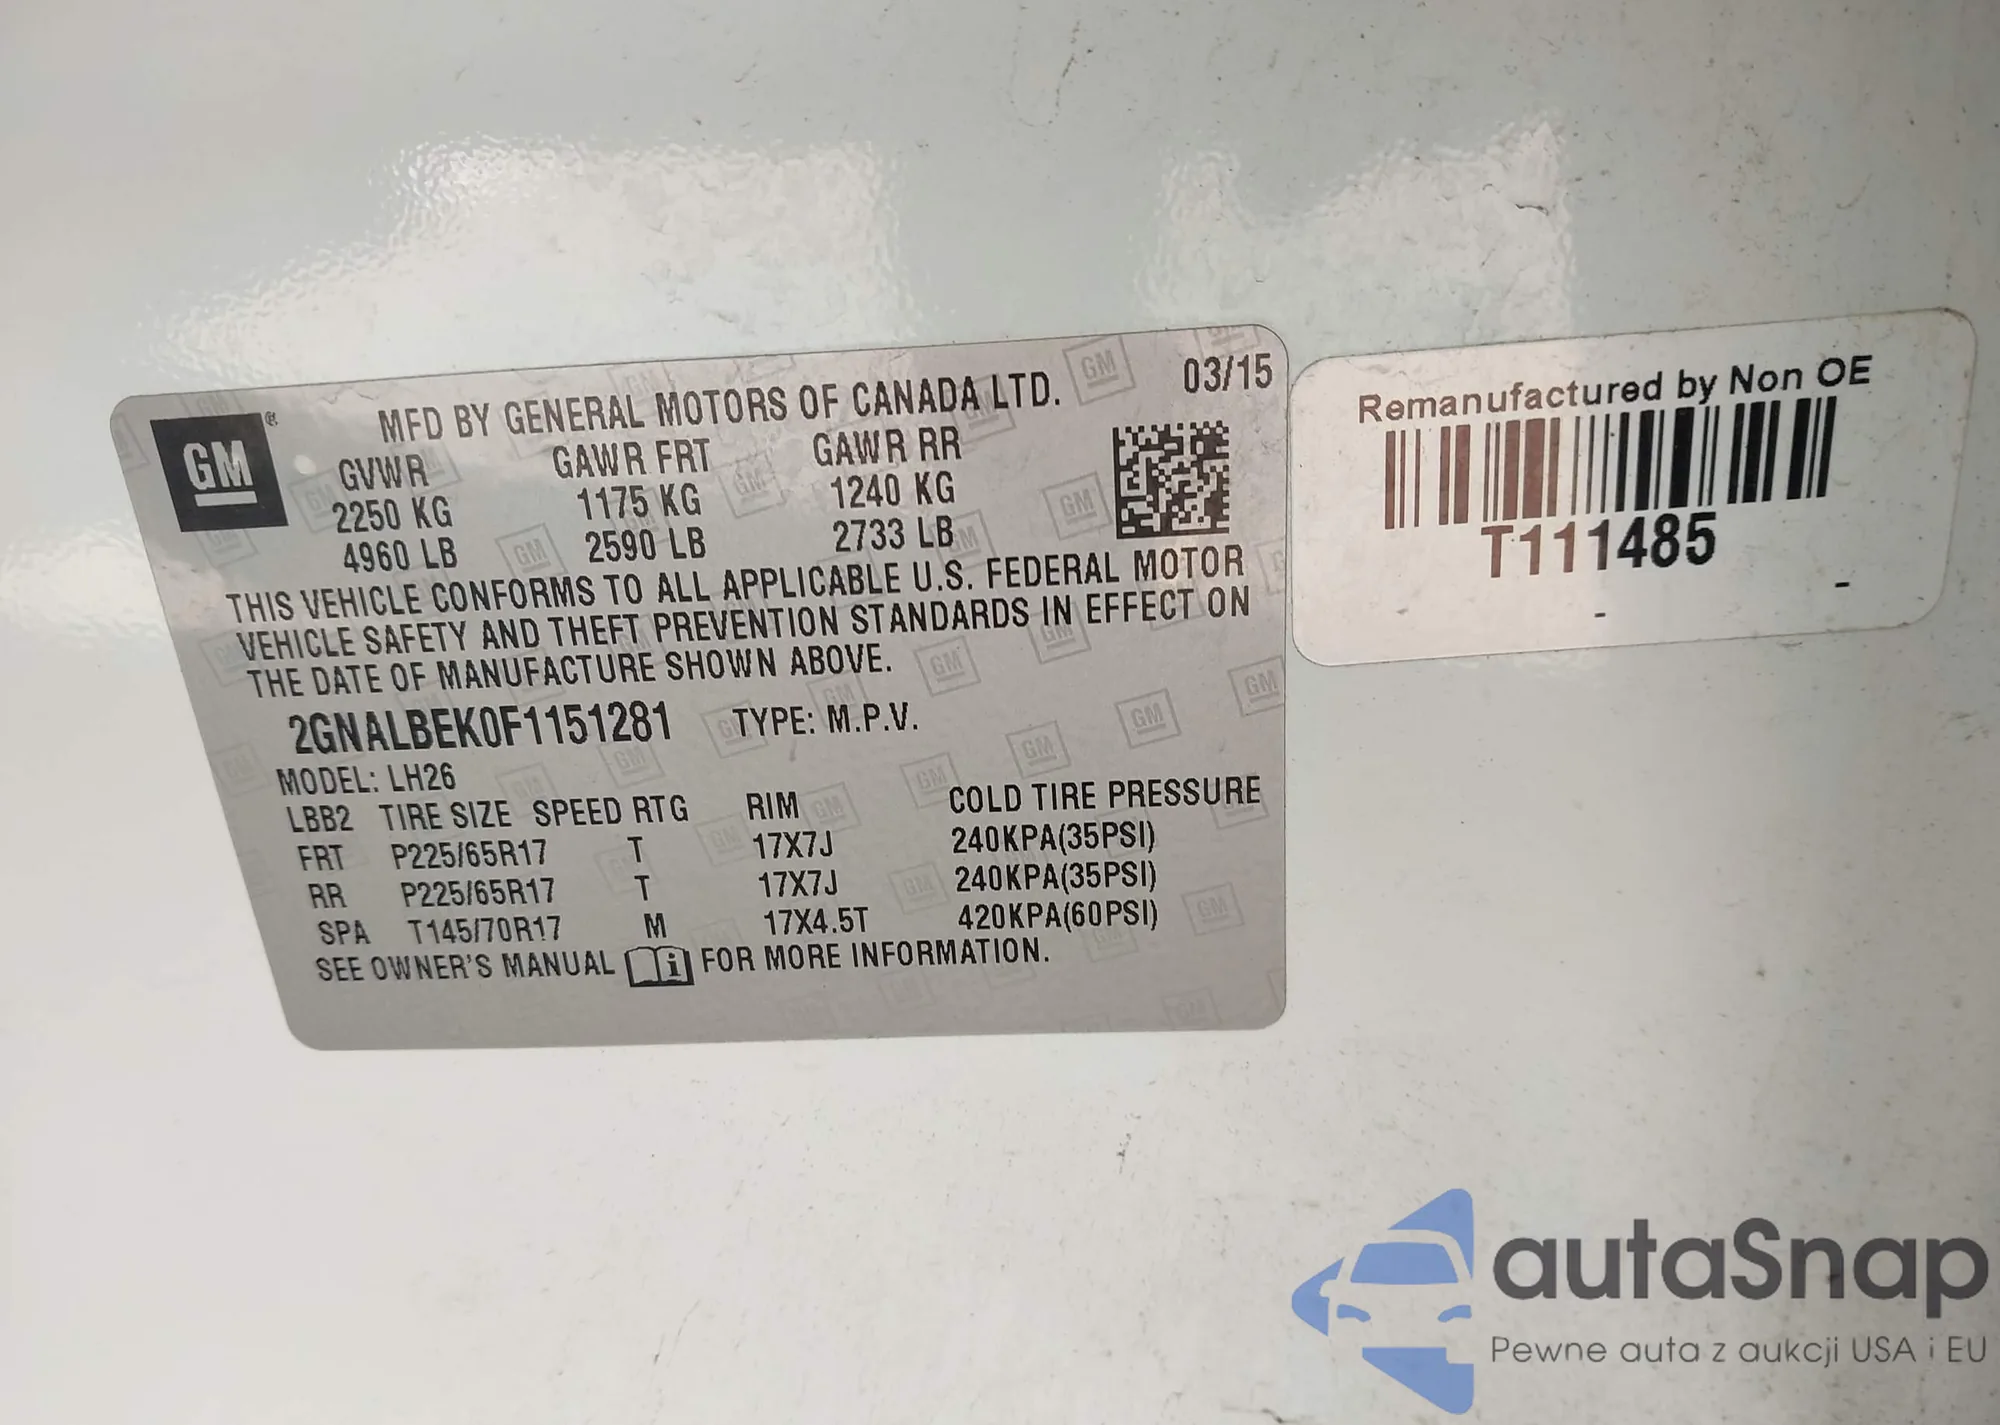 GM®
MFD BY GENERAL MOTORS OF CANADA LTD. 03/15
GVWR GAWR FRT GAWR RR
2250 KG 1175 KG 1240 KG
4960 LB 2590 LB 2733 LB
THIS VEHICLE CONFORMS TO ALL APPLICABLE U.S. FEDERAL MOTOR
VEHICLE SAFETY AND THEFT PREVENTION STANDARDS IN EFFECT ON
THE DATE OF MANUFACTURE SHOWN ABOVE.
2GNALBEK0F1151281 TYPE: M.P.V.
MODEL: LH26
LBB2 TIRE SIZE SPEED RTG RIM COLD TIRE PRESSURE
FRT P225/65R17 T 17X7J 240KPA(35PSI)
RR P225/65R17 T 17X7J 240KPA(35PSI)
SPA T145/70R17 M 17X4.5T 420KPA(60PSI)
SEE OWNER'S MANUAL i FOR MORE INFORMATION.
Remanufactured by Non OE
T111485
- -
autaSnap
Pewne auta z aukcji USA i EU